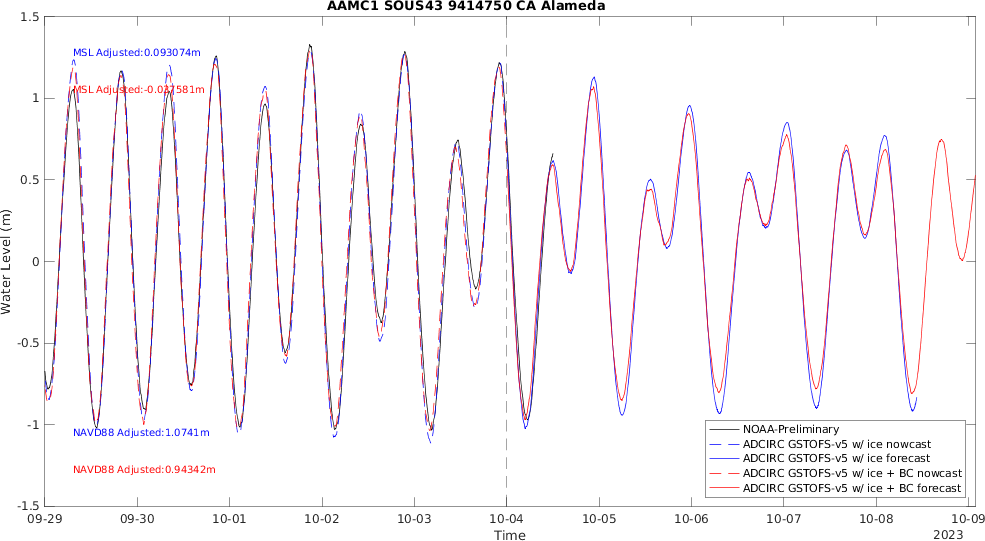 AAMC1 SOUS43 9414750 CA Alameda
1.5
1
0.5
0
-0.5
-1
-1.5
Water Level (m)
MSL Adjusted:0.093074m
MSL Adjusted:-0.037581m
NAVD88 Adjusted:1.0741m
NAVD88 Adjusted:0.94342m
NOAA-Preliminary
ADCIRC GSTOFS-v5 w/ ice nowcast
ADCIRC GSTOFS-v5 w/ ice forecast
ADCIRC GSTOFS-v5 w/ ice + BC nowcast
ADCIRC GSTOFS-v5 w/ ice + BC forecast
09-29 09-30 10-01 10-02 10-03 10-04 10-05 10-06 10-07 10-08 10-09
Time
2023